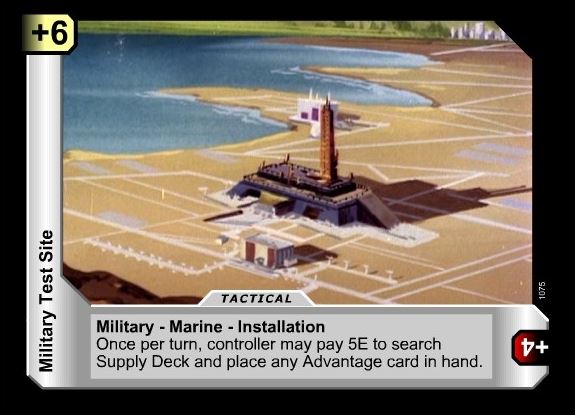 +6
Military Test Site
1075
TACTICAL
Military - Marine - Installation
Once per turn, controller may pay 5E to search
Supply Deck and place any Advantage card in hand.
+4